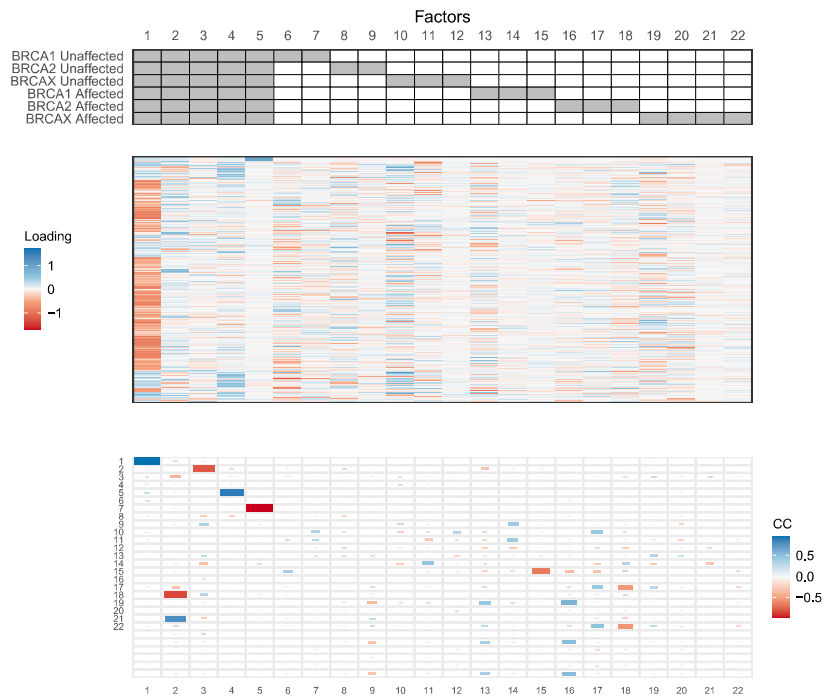 Factors
1 2 3 4 5 6 7 8 9 10 11 12 13 14 15 16 17 18 19 20 21 22
BRCA1 Unaffected
BRCA2 Unaffected
BRCAX Unaffected
BRCA1 Affected
BRCA2 Affected
BRCAX Affected
Loading
1
0
−1
1
2
3
4
5
6
7
8
9
10
11
12
13
14
15
16
17
18
19
20
21
22
CC
0.5
0.0
−0.5
1 2 3 4 5 6 7 8 9 10 11 12 13 14 15 16 17 18 19 20 21 22